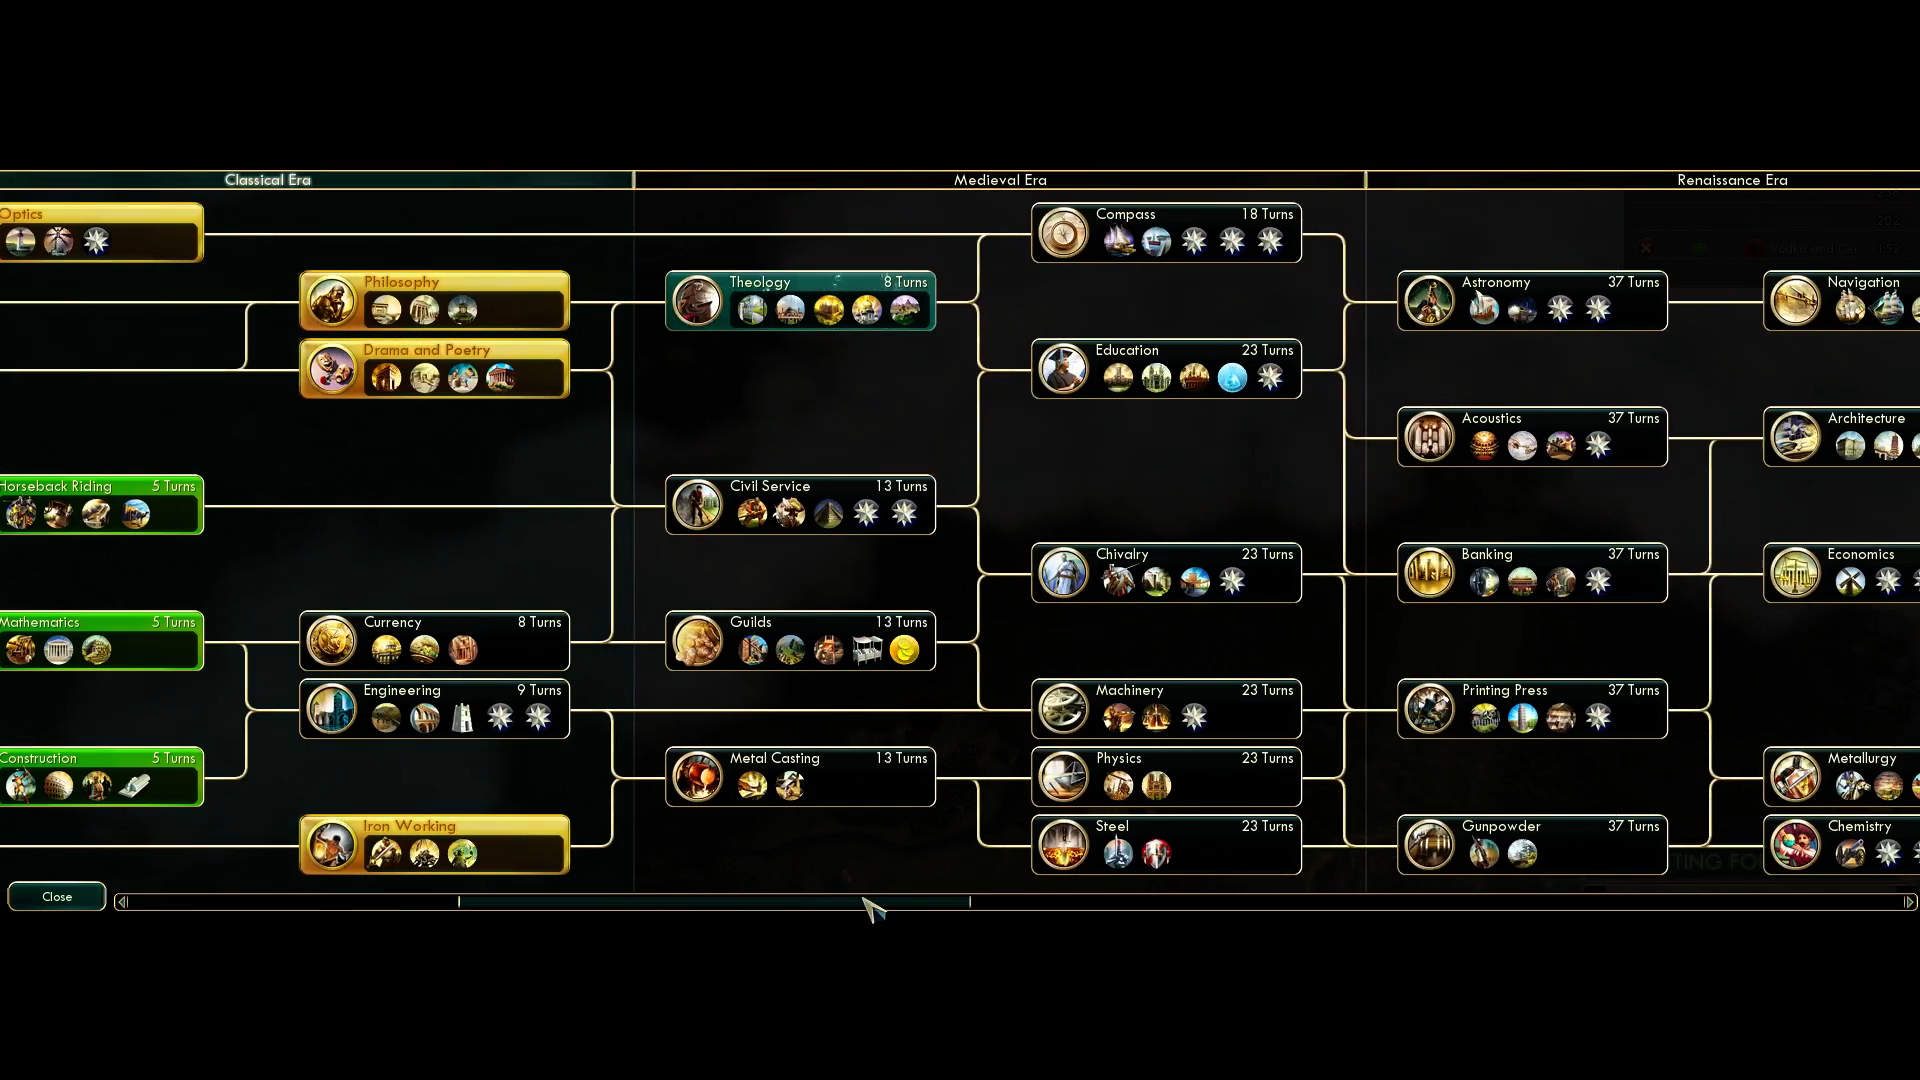 Classical Era
Medieval Era
Renaissance Era
Optics
Compass 18 Turns
Philosophy
Theology 8 Turns
Astronomy 37 Turns
Navigation
Drama and Poetry
Education 23 Turns
Acoustics 37 Turns
Architecture
Horseback Riding 5 Turns
Civil Service 13 Turns
Chivalry 23 Turns
Banking 37 Turns
Economics
Mathematics 5 Turns
Currency 8 Turns
Guilds 13 Turns
Engineering 9 Turns
Machinery 23 Turns
Printing Press 37 Turns
Construction 5 Turns
Metal Casting 13 Turns
Physics 23 Turns
Metallurgy
Iron Working
Steel 23 Turns
Gunpowder 37 Turns
Chemistry
Close